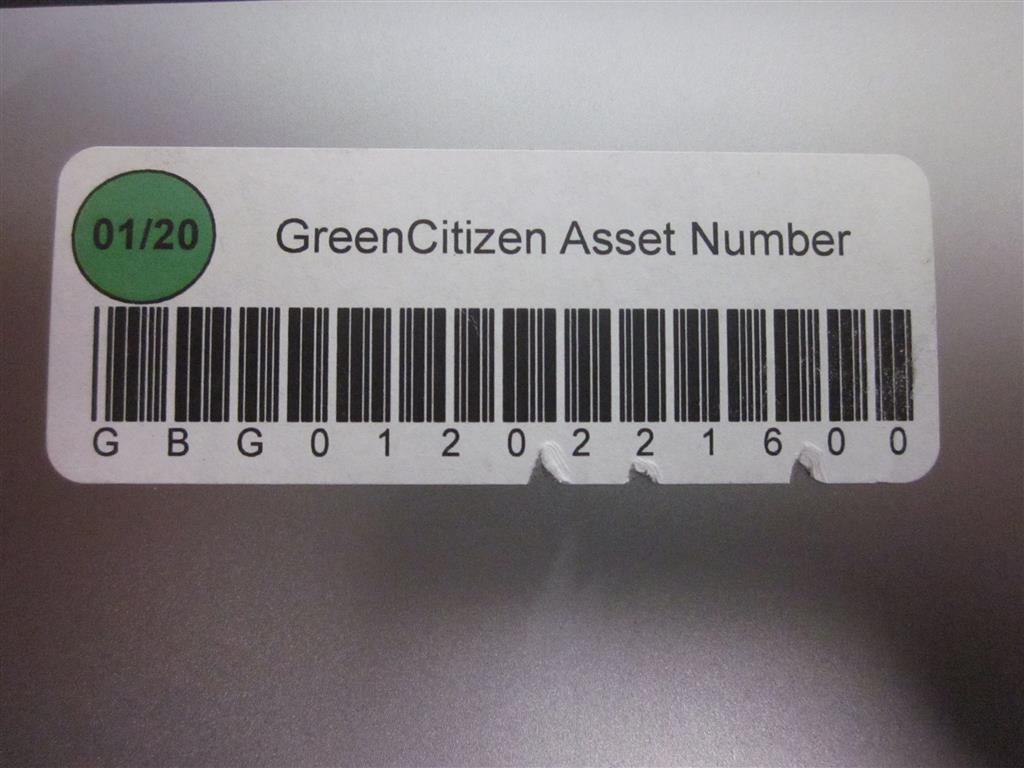 01/20
GreenCitizen Asset Number
GBG0120221600